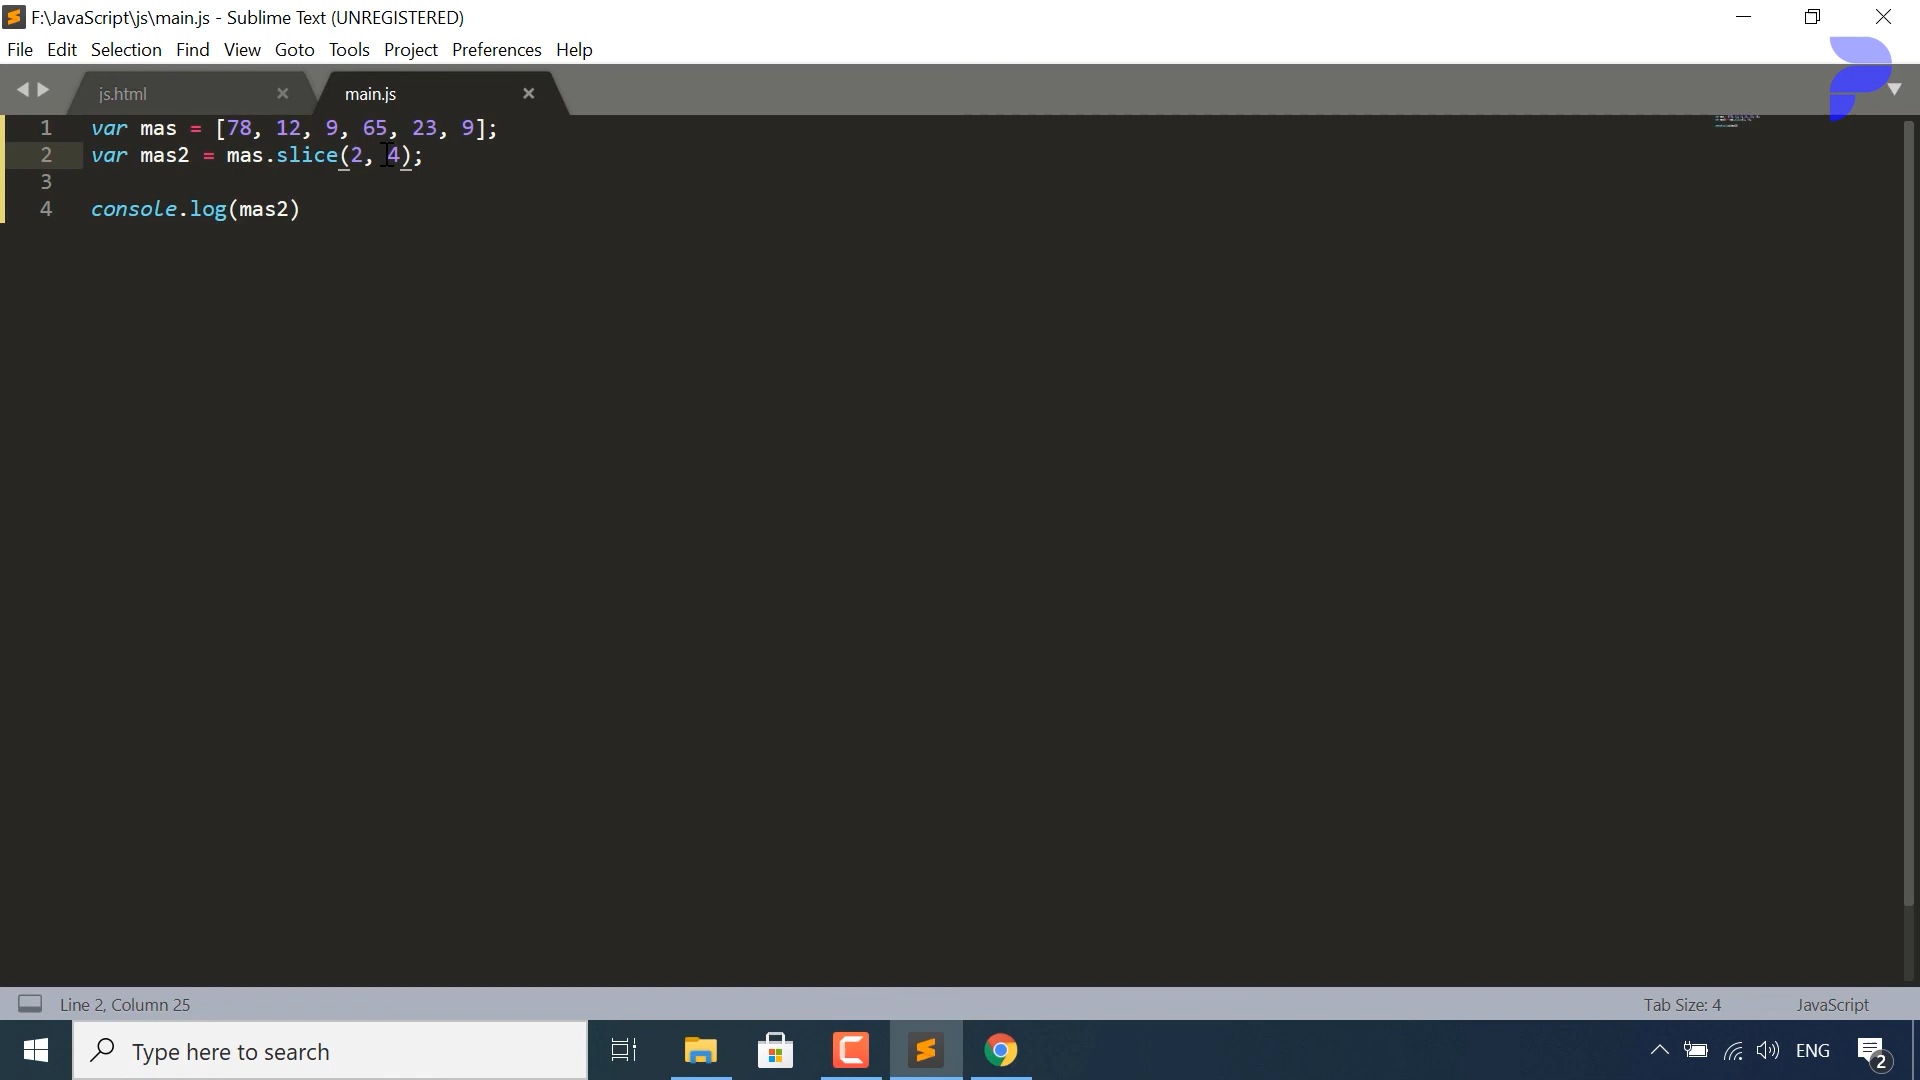 F:\JavaScript\js\main.js - Sublime Text (UNREGISTERED)
File Edit Selection Find View Goto Tools Project Preferences Help
js.html
main.js
1 var mas = [78, 12, 9, 65, 23, 9];
2 var mas2 = mas.slice(2, 4);
3
4 console.log(mas2)
Line 2, Column 25
Tab Size: 4
JavaScript
Type here to search
ENG
2